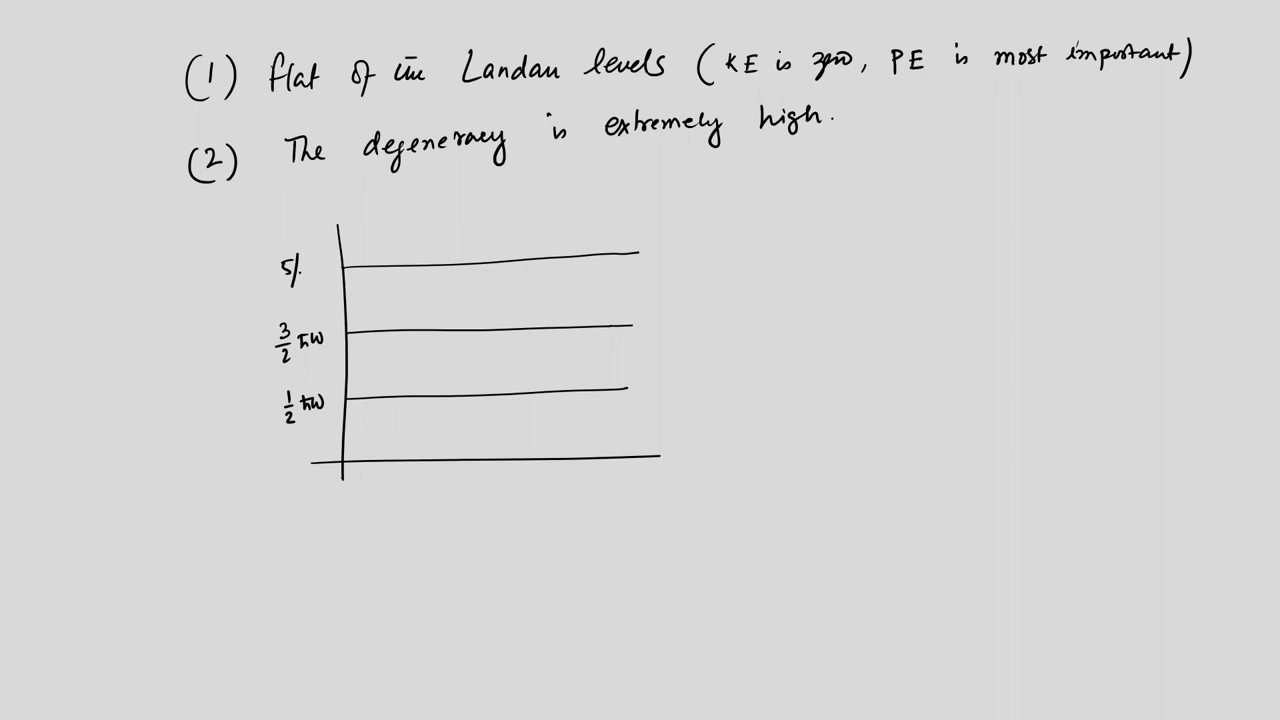 (1) flat of the Landau levels (KE is zero, PE is most important)
(2) The degeneracy is extremely high.
5/.
3/2 ħω
1/2 ħω